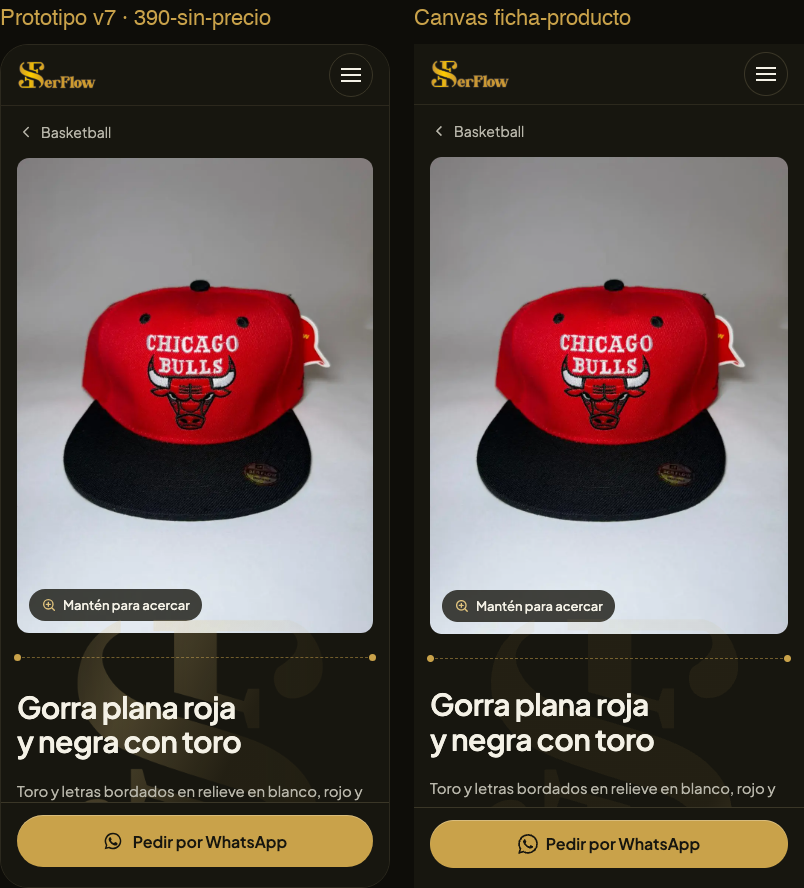 Prototipo v7 · 390-sin-precio
SFerFlow
Basketball
CHICAGO
BULLS
Mantén para acercar
Gorra plana roja
y negra con toro
Toro y letras bordados en relieve en blanco, rojo y
Pedir por WhatsApp
Canvas ficha-producto
SFerFlow
Basketball
CHICAGO
BULLS
Mantén para acercar
Gorra plana roja
y negra con toro
Toro y letras bordados en relieve en blanco, rojo y
Pedir por WhatsApp